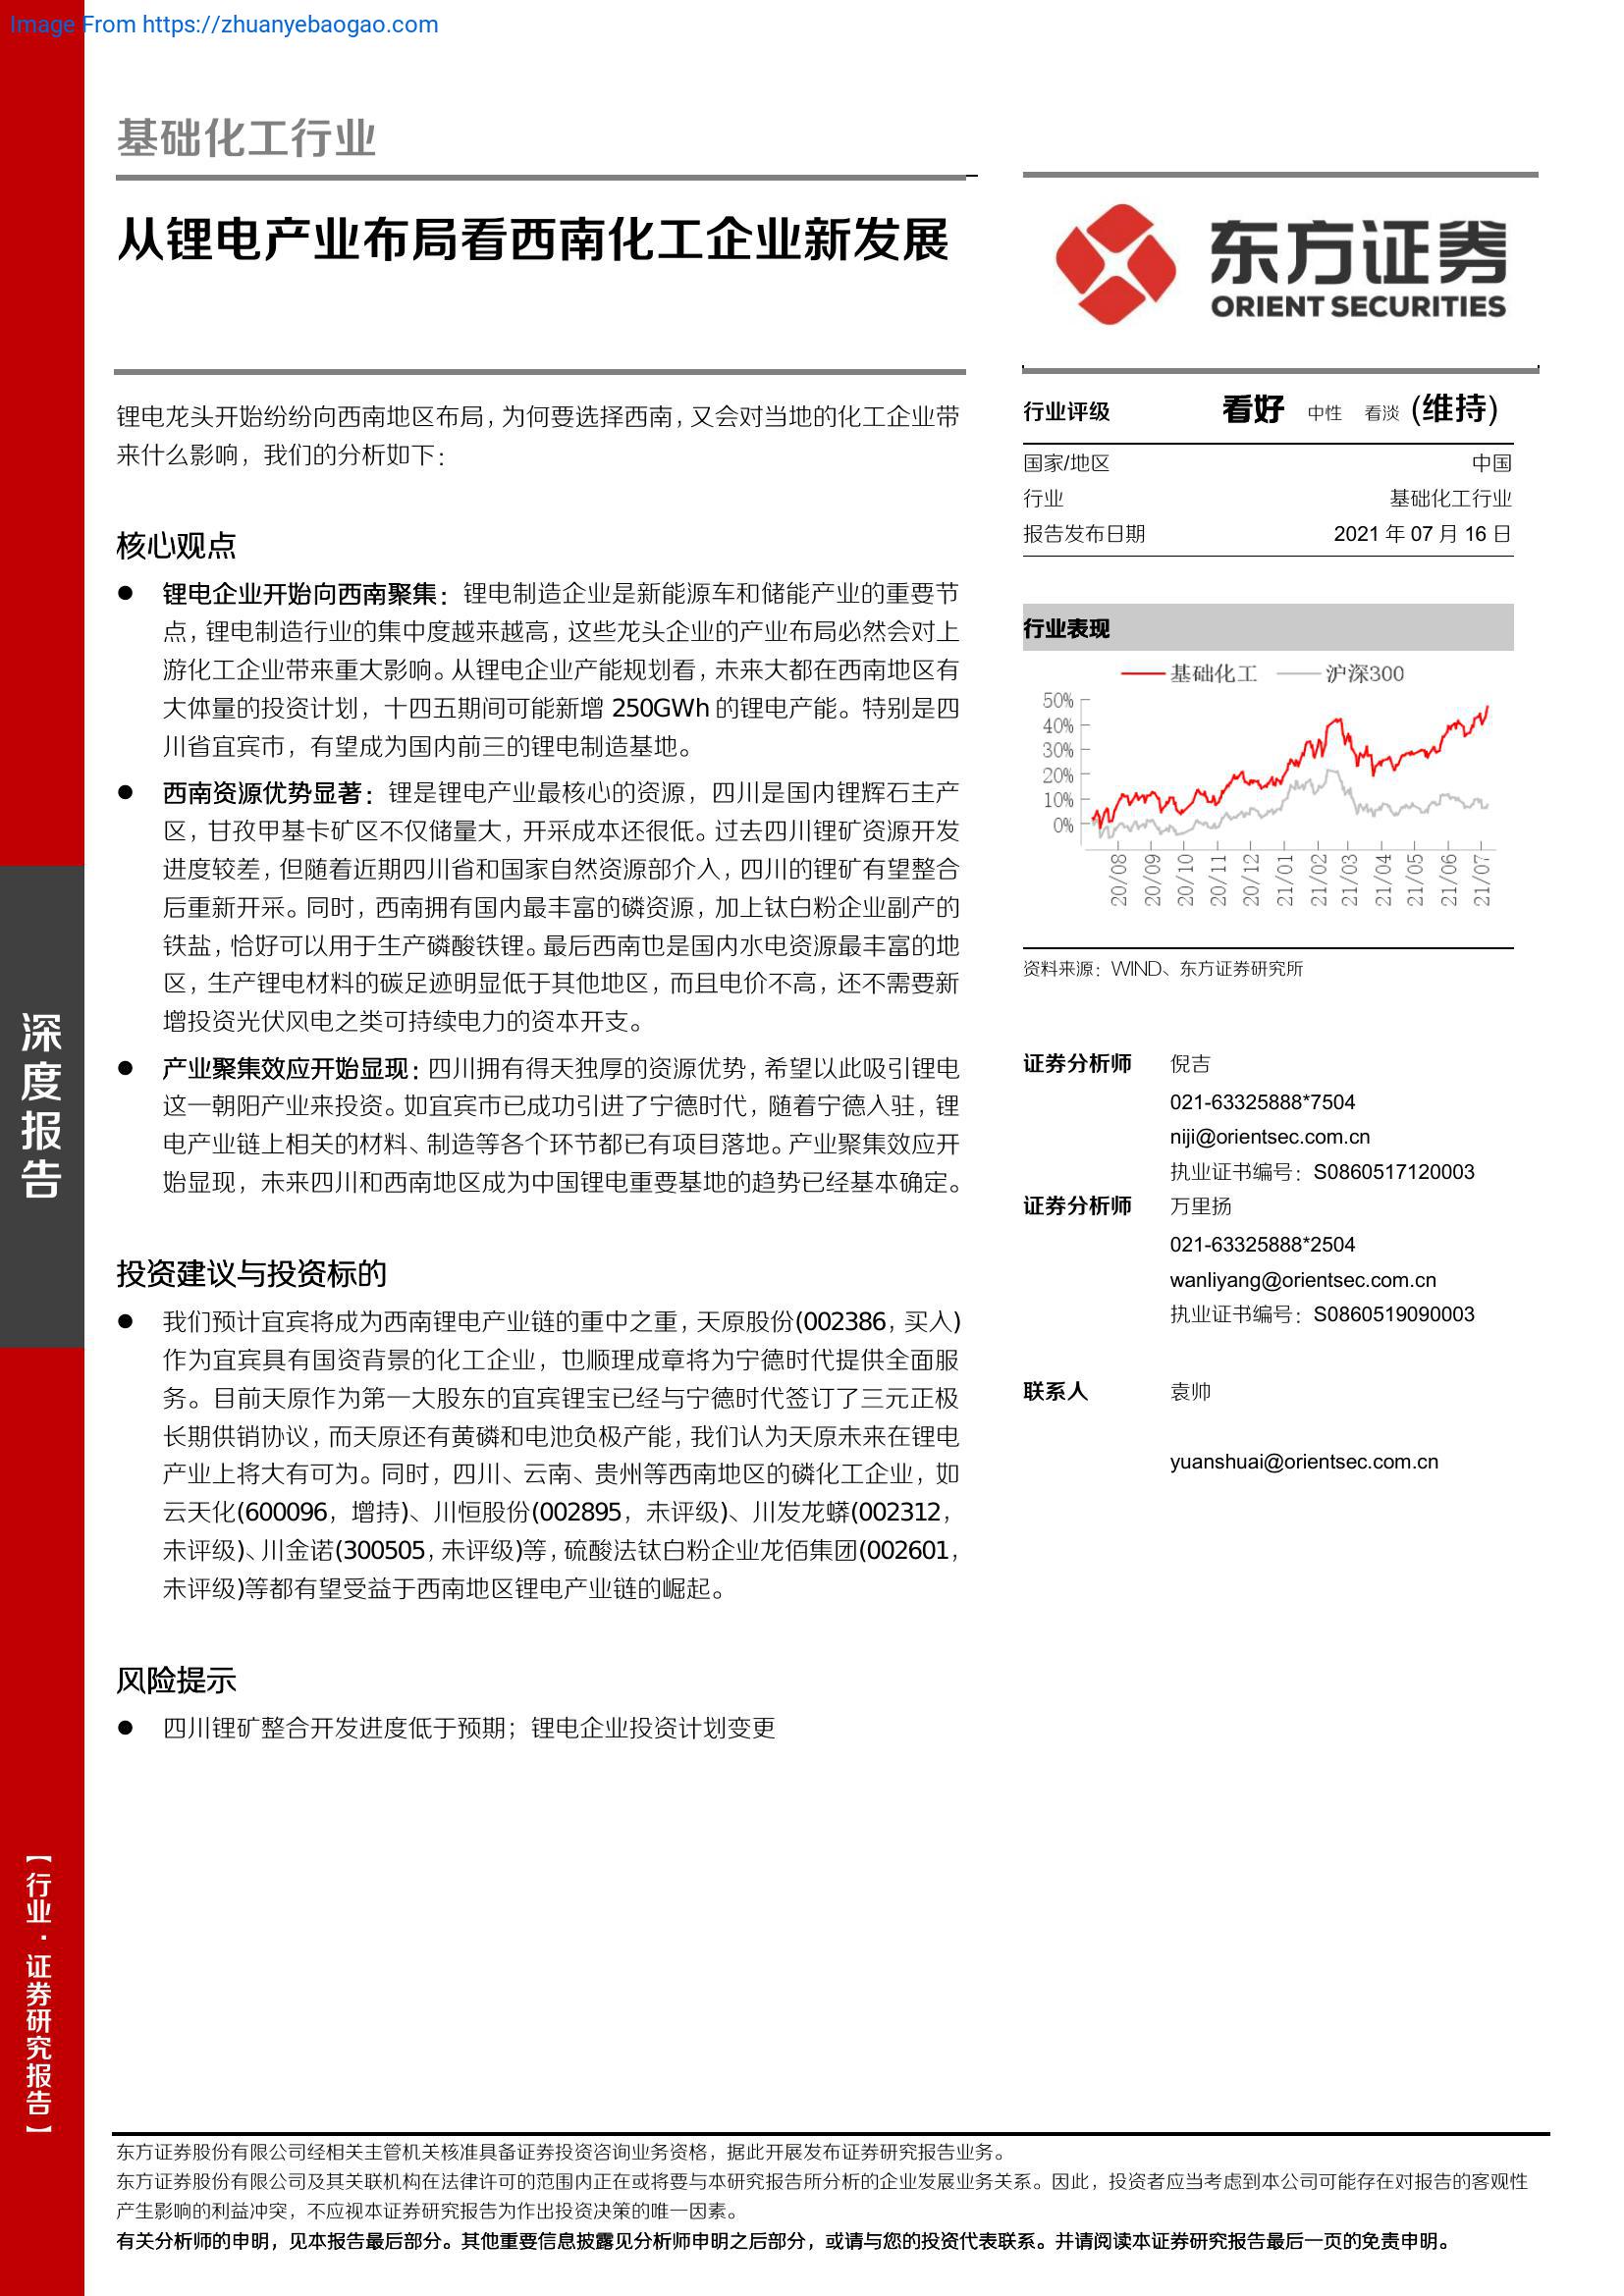 Image From https://zhuanyebaogao.com
基础化工行业
从锂电产业布局看西南化工企业新发展
东方证券
ORIENT SECURITIES
锂电龙头开始纷纷向西南地区布局，为何要选择西南，又会对当地的化工企业带
来什么影响，我们的分析如下：
核心观点
● 锂电企业开始向西南聚集：锂电制造企业是新能源车和储能产业的重要节
点，锂电制造行业的集中度越来越高，这些龙头企业的产业布局必然会对上
游化工企业带来重大影响。从锂电企业产能规划看，未来大都在西南地区有
大体量的投资计划，十四五期间可能新增 250GWh 的锂电产能。特别是四
川省宜宾市，有望成为国内前三的锂电制造基地。
● 西南资源优势显著：锂是锂电产业最核心的资源，四川是国内锂辉石主产
区，甘孜甲基卡矿区不仅储量大，开采成本还很低。过去四川锂矿资源开发
进度较差，但随着近期四川省和国家自然资源部介入，四川的锂矿有望整合
后重新开采。同时，西南拥有国内最丰富的磷资源，加上钛白粉企业副产的
铁盐，恰好可以用于生产磷酸铁锂。最后西南也是国内水电资源最丰富的地
区，生产锂电材料的碳足迹明显低于其他地区，而且电价不高，还不需要新
增投资光伏风电之类可持续电力的资本开支。
● 产业聚集效应开始显现：四川拥有得天独厚的资源优势，希望以此吸引锂电
这一朝阳产业来投资。如宜宾市已成功引进了宁德时代，随着宁德入驻，锂
电产业链上相关的材料、制造等各个环节都已有项目落地。产业聚集效应开
始显现，未来四川和西南地区成为中国锂电重要基地的趋势已经基本确定。
投资建议与投资标的
● 我们预计宜宾将成为西南锂电产业链的重中之重，天原股份(002386，买入)
作为宜宾具有国资背景的化工企业，也顺理成章将为宁德时代提供全面服
务。目前天原作为第一大股东的宜宾锂宝已经与宁德时代签订了三元正极
长期供销协议，而天原还有黄磷和电池负极产能，我们认为天原未来在锂电
产业上将大有可为。同时，四川、云南、贵州等西南地区的磷化工企业，如
云天化(600096，增持)、川恒股份(002895，未评级)、川发龙蟒(002312，
未评级)、川金诺(300505，未评级)等，硫酸法钛白粉企业龙佰集团(002601，
未评级)等都有望受益于西南地区锂电产业链的崛起。
风险提示
● 四川锂矿整合开发进度低于预期；锂电企业投资计划变更
行业评级 看好 中性 看淡 (维持)
国家/地区 中国
行业 基础化工行业
报告发布日期 2021 年 07 月 16 日
行业表现
基础化工 沪深300
50%
40%
30%
20%
10%
0%
20/08 20/09 20/10 20/11 20/12 21/01 21/02 21/03 21/04 21/05 21/06 21/07
资料来源：WIND、东方证券研究所
证券分析师 倪吉
021-63325888*7504
niji@orientsec.com.cn
执业证书编号：S0860517120003
证券分析师 万里扬
021-63325888*2504
wanliyang@orientsec.com.cn
执业证书编号：S0860519090003
联系人 袁帅
yuanshuai@orientsec.com.cn
深度报告
【行业·证券研究报告】
东方证券股份有限公司经相关主管机关核准具备证券投资咨询业务资格，据此开展发布证券研究报告业务。
东方证券股份有限公司及其关联机构在法律许可的范围内正在或将要与本研究报告所分析的企业发展业务关系。因此，投资者应当考虑到本公司可能存在对报告的客观性
产生影响的利益冲突，不应视本证券研究报告为作出投资决策的唯一因素。
有关分析师的申明，见本报告最后部分。其他重要信息披露见分析师申明之后部分，或请与您的投资代表联系。并请阅读本证券研究报告最后一页的免责申明。